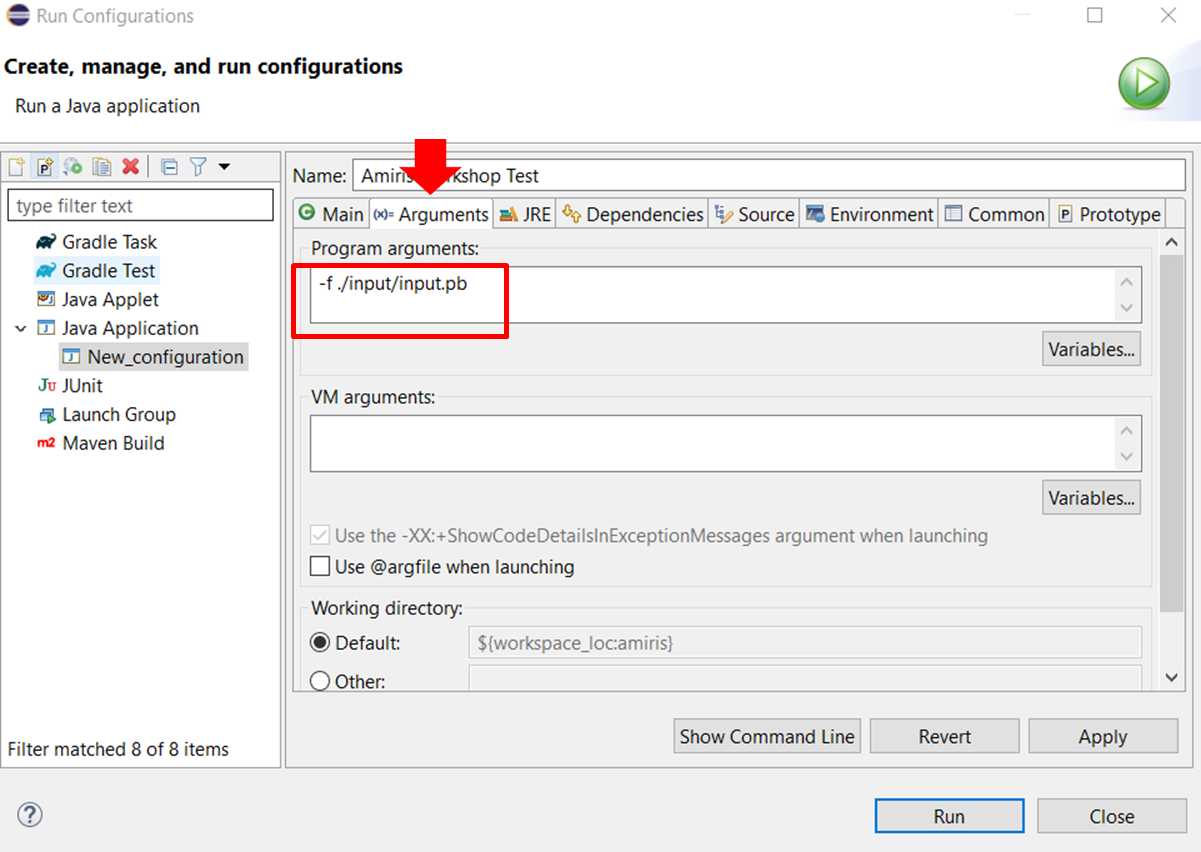 Run Configurations
Create, manage, and run configurations
Run a Java application
type filter text
Gradle Task
Gradle Test
Java Applet
Java Application
New_configuration
JUnit
Launch Group
Maven Build
Filter matched 8 of 8 items
Name: Amiris kshop Test
Main (x)= Arguments JRE Dependencies Source Environment Common Prototype
Program arguments:
-f ./input/input.pb
Variables...
VM arguments:
Variables...
Use the -XX:+ShowCodeDetailsInExceptionMessages argument when launching
Use @argfile when launching
Working directory:
Default: ${workspace_loc:amiris}
Other:
Show Command Line Revert Apply
Run Close